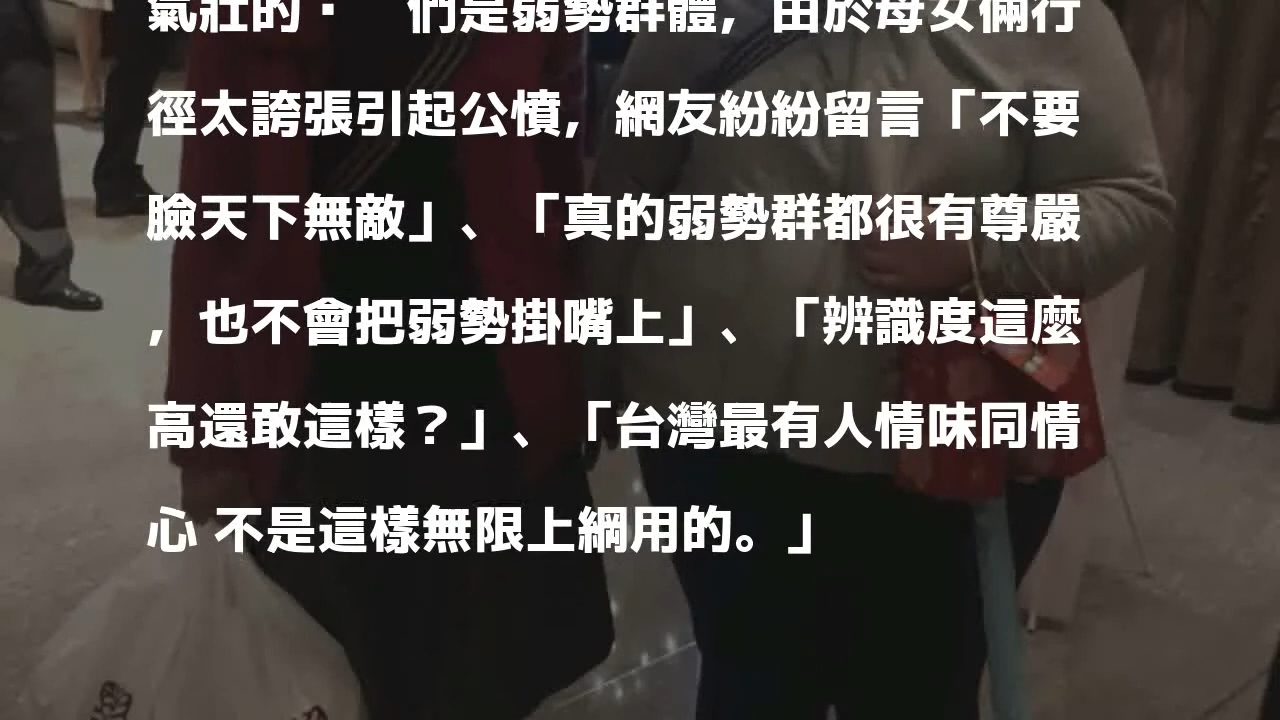 氣壯的· 們是弱勢群體，由於母女倆行
徑太誇張引起公憤，網友紛紛留言「不要
臉天下無敵」、「真的弱勢群都很有尊嚴
，也不會把弱勢掛嘴上」、「辨識度這麼
高還敢這樣？」、「台灣最有人情味同情
心 不是這樣無限上綱用的。」